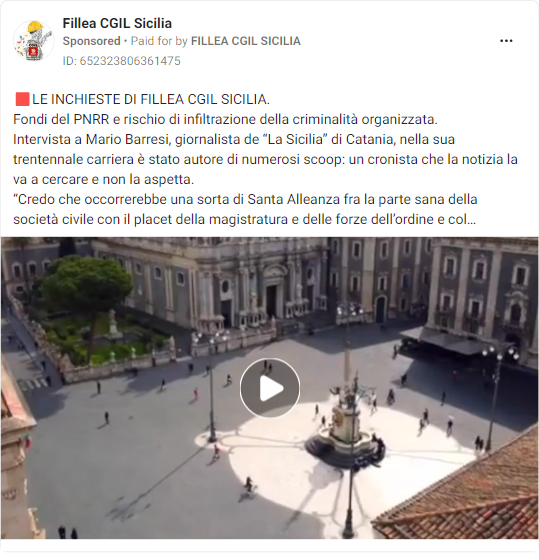 Fillea CGIL Sicilia
Sponsored • Paid for by FILLEA CGIL SICILIA
ID: 652323806361475
🟥LE INCHIESTE DI FILLEA CGIL SICILIA.
Fondi del PNRR e rischio di infiltrazione della criminalità organizzata.
Intervista a Mario Barresi, giornalista de “La Sicilia” di Catania, nella sua
trentennale carriera è stato autore di numerosi scoop: un cronista che la notizia la
va a cercare e non la aspetta.
“Credo che occorrerebbe una sorta di Santa Alleanza fra la parte sana della
società civile con il placet della magistratura e delle forze dell’ordine e col...